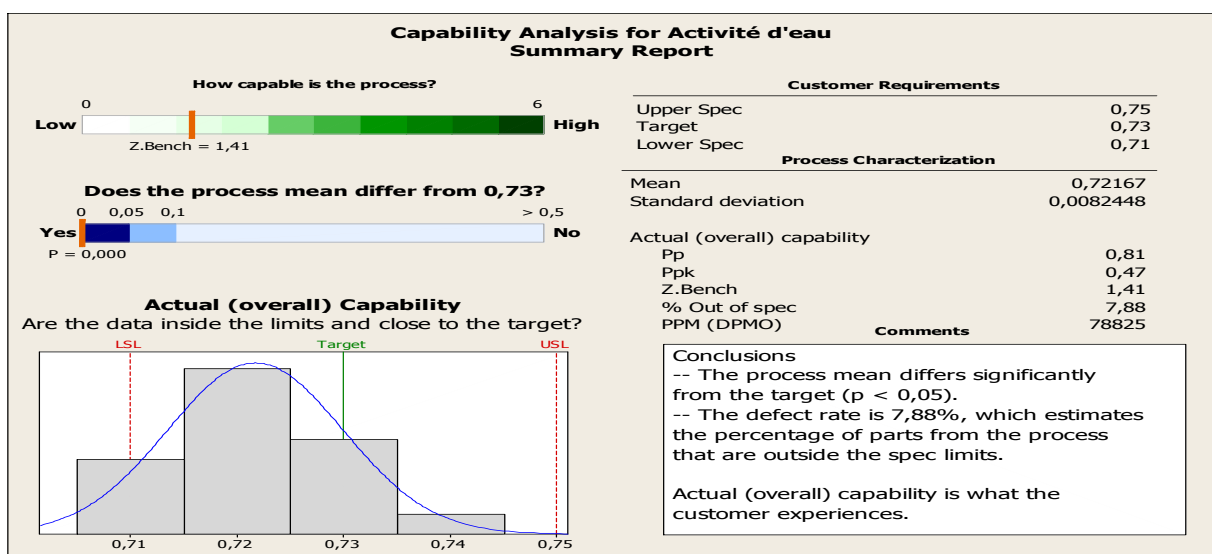 Capability Analysis for Activité d'eau
Summary Report
How capable is the process?
0 6
Low High
Z.Bench = 1,41
Does the process mean differ from 0,73?
0 0,05 0,1 > 0,5
Yes No
P = 0,000
Actual (overall) Capability
Are the data inside the limits and close to the target?
LSL Target USL
0,71 0,72 0,73 0,74 0,75
Customer Requirements
Upper Spec 0,75
Target 0,73
Lower Spec 0,71
Process Characterization
Mean 0,72167
Standard deviation 0,0082448
Actual (overall) capability
Pp 0,81
Ppk 0,47
Z.Bench 1,41
% Out of spec 7,88
PPM (DPMO) 78825
Comments
Conclusions
-- The process mean differs significantly
from the target (p < 0,05).
-- The defect rate is 7,88%, which estimates
the percentage of parts from the process
that are outside the spec limits.
Actual (overall) capability is what the
customer experiences.